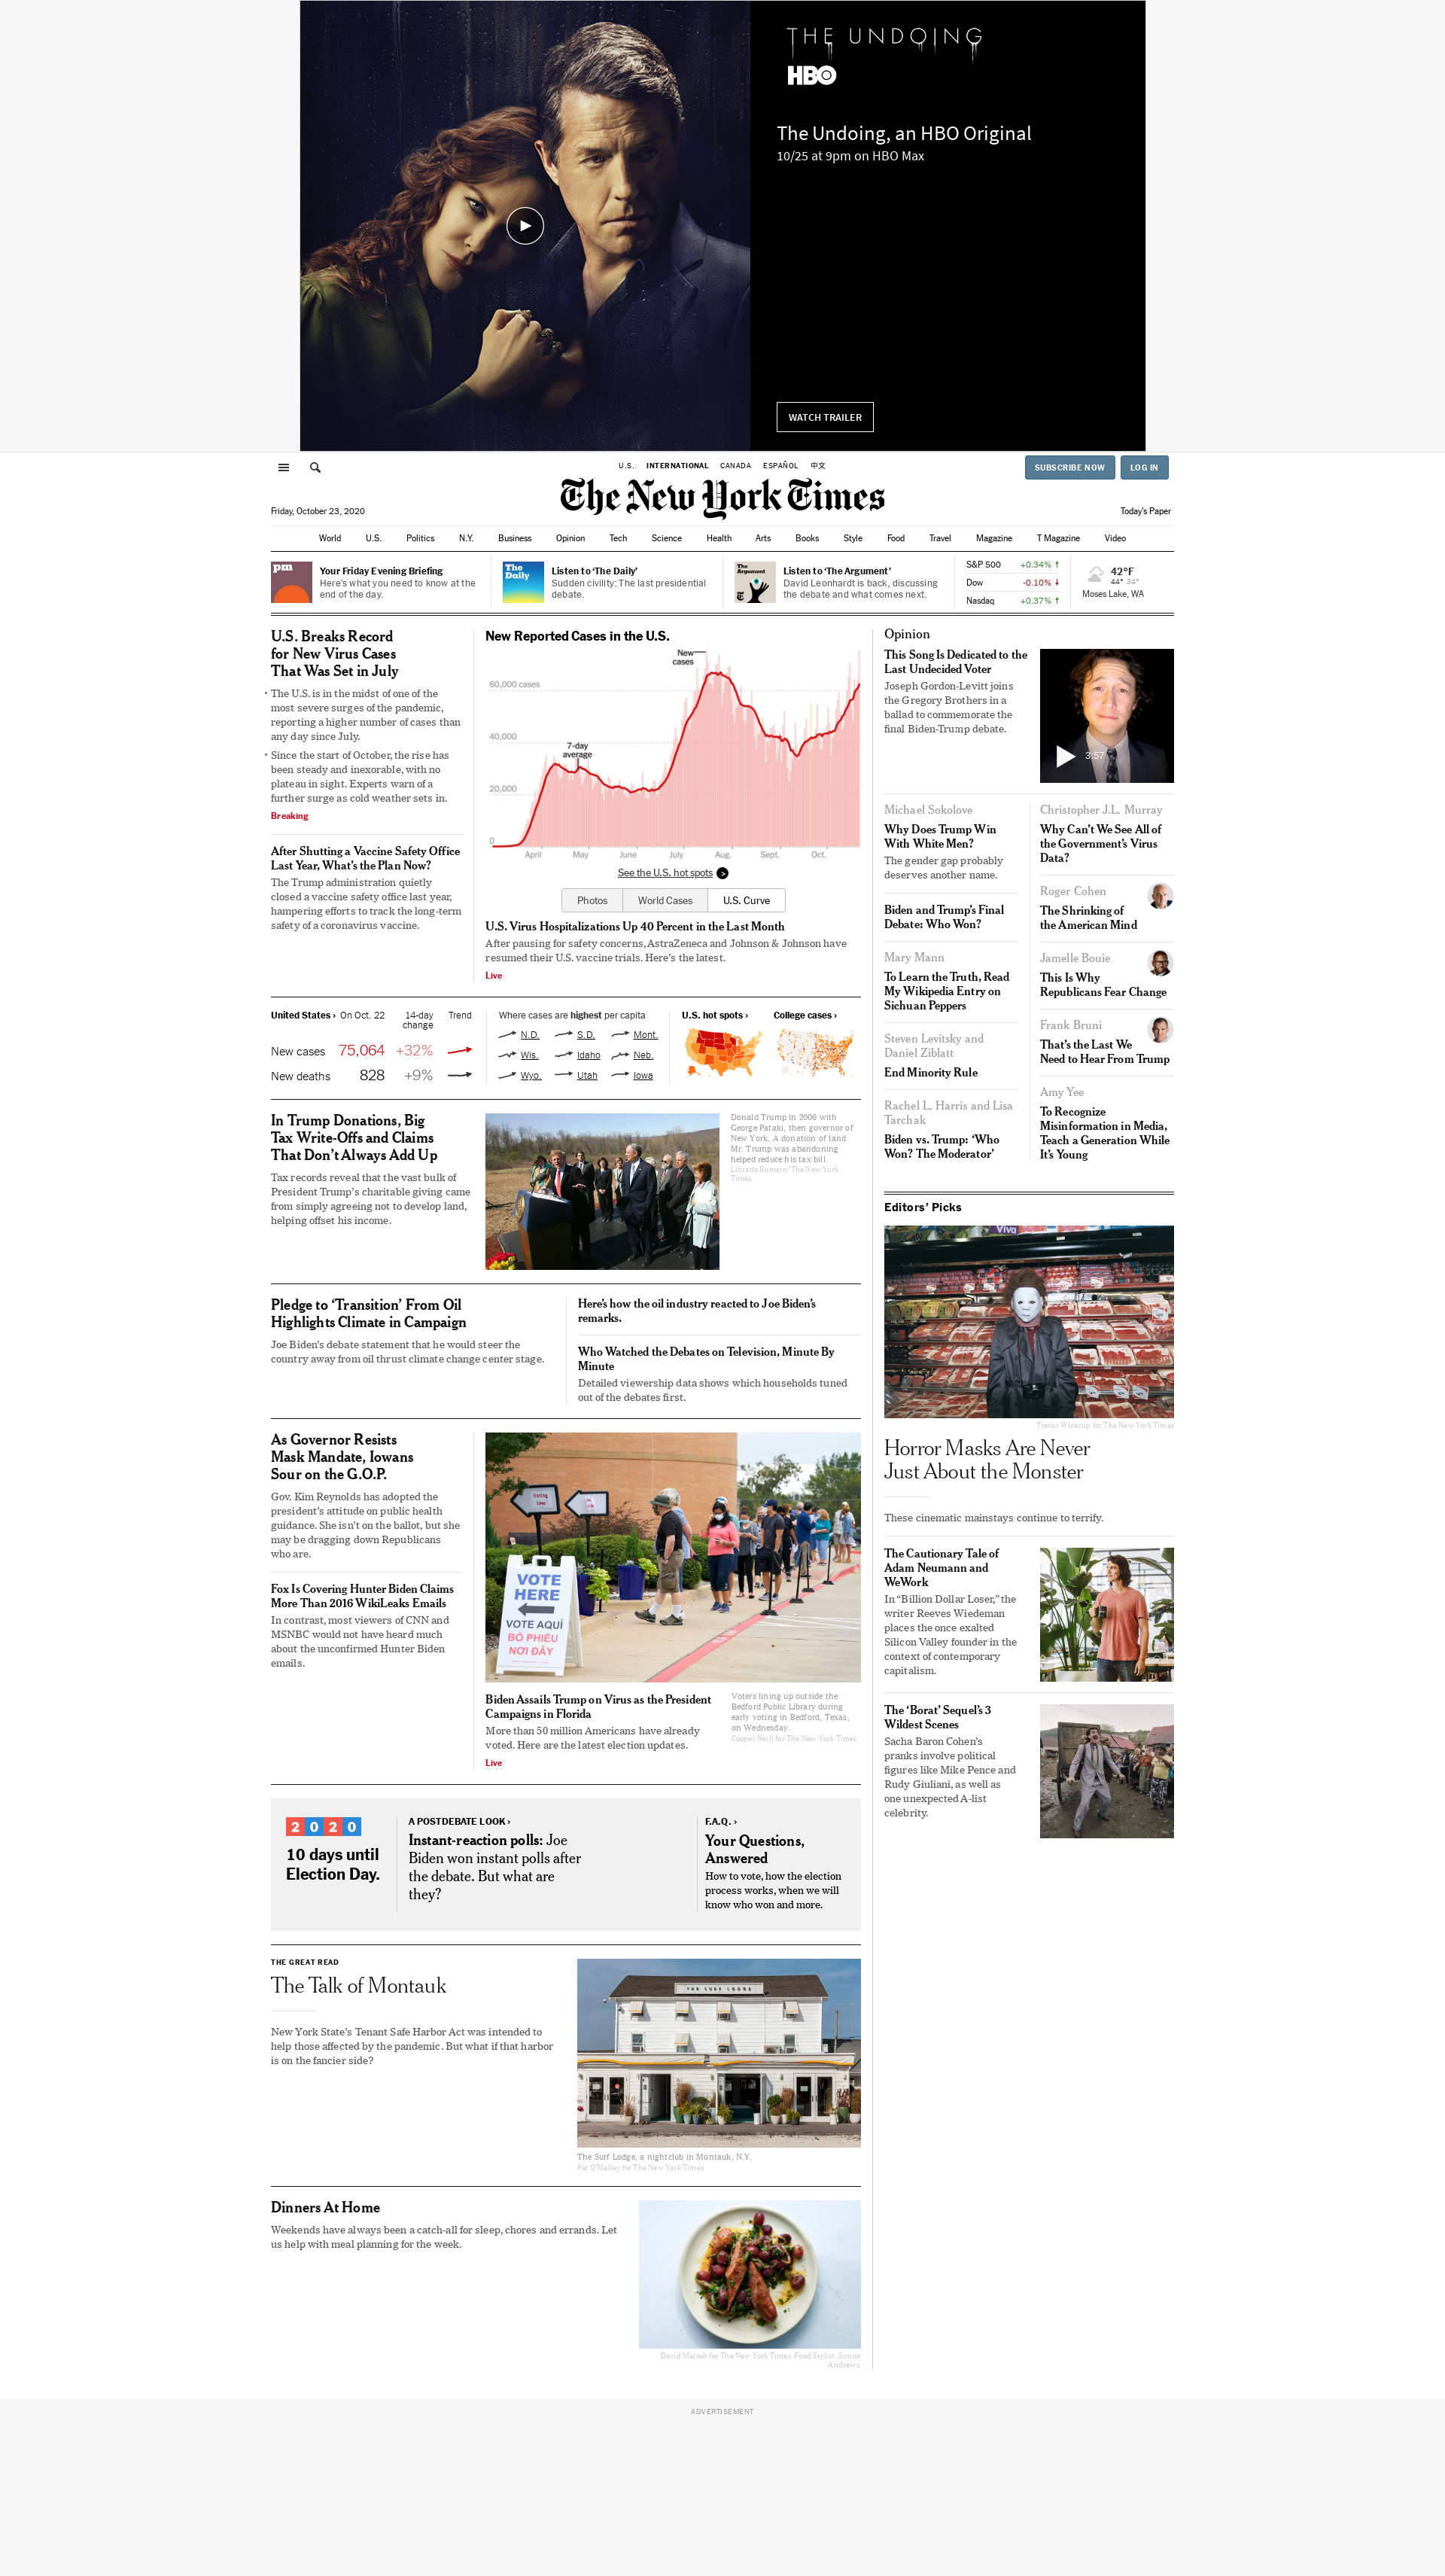 THE UNDOING
HBO
The Undoing, an HBO Original
10/25 at 9pm on HBO Max
WATCH TRAILER
U.S. INTERNATIONAL CANADA ESPAÑOL 中文
SUBSCRIBE NOW LOG IN
The New York Times
Friday, October 23, 2020
Today's Paper
World U.S. Politics N.Y. Business Opinion Tech Science Health Arts Books Style Food Travel Magazine T Magazine Video
pm
Your Friday Evening Briefing
Here's what you need to know at the
end of the day.
The
Daily
Listen to 'The Daily'
Sudden civility: The last presidential
debate.
The
Argument
Listen to 'The Argument'
David Leonhardt is back, discussing
the debate and what comes next.
S&P 500 +0.34%
Dow -0.10%
Nasdaq +0.37%
42°F
44° 34°
Moses Lake, WA
U.S. Breaks Record
for New Virus Cases
That Was Set in July
• The U.S. is in the midst of one of the
most severe surges of the pandemic,
reporting a higher number of cases than
any day since July.
• Since the start of October, the rise has
been steady and inexorable, with no
plateau in sight. Experts warn of a
further surge as cold weather sets in.
Breaking
After Shutting a Vaccine Safety Office
Last Year, What's the Plan Now?
The Trump administration quietly
closed a vaccine safety office last year,
hampering efforts to track the long-term
safety of a coronavirus vaccine.
New Reported Cases in the U.S.
New
cases
60,000 cases
40,000
7-day
average
20,000
0
April May June July Aug. Sept. Oct.
See the U.S. hot spots
Photos World Cases U.S. Curve
U.S. Virus Hospitalizations Up 40 Percent in the Last Month
After pausing for safety concerns, AstraZeneca and Johnson & Johnson have
resumed their U.S. vaccine trials. Here's the latest.
Live
United States › On Oct. 22 14-day
change Trend
New cases 75,064 +32%
New deaths 828 +9%
Where cases are highest per capita
N.D. S.D. Mont.
Wis. Idaho Neb.
Wyo. Utah Iowa
U.S. hot spots ›
College cases ›
In Trump Donations, Big
Tax Write-Offs and Claims
That Don't Always Add Up
Tax records reveal that the vast bulk of
President Trump's charitable giving came
from simply agreeing not to develop land,
helping offset his income.
Donald Trump in 2006 with
George Pataki, then governor of
New York. A donation of land
Mr. Trump was abandoning
helped reduce his tax bill.
Librado Romero/The New York
Times
Pledge to 'Transition' From Oil
Highlights Climate in Campaign
Joe Biden's debate statement that he would steer the
country away from oil thrust climate change center stage.
Here's how the oil industry reacted to Joe Biden's
remarks.
Who Watched the Debates on Television, Minute By
Minute
Detailed viewership data shows which households tuned
out of the debates first.
As Governor Resists
Mask Mandate, Iowans
Sour on the G.O.P.
Gov. Kim Reynolds has adopted the
president's attitude on public health
guidance. She isn't on the ballot, but she
may be dragging down Republicans
who are.
Fox Is Covering Hunter Biden Claims
More Than 2016 WikiLeaks Emails
In contrast, most viewers of CNN and
MSNBC would not have heard much
about the unconfirmed Hunter Biden
emails.
Voting
Line
Voting
Line
VOTE
HERE
VOTE AQUÍ
BỎ PHIẾU
NƠI ĐÂY
Biden Assails Trump on Virus as the President
Campaigns in Florida
More than 50 million Americans have already
voted. Here are the latest election updates.
Live
Voters lining up outside the
Bedford Public Library during
early voting in Bedford, Texas,
on Wednesday.
Cooper Neill for The New York Times
2020
10 days until
Election Day.
A POSTDEBATE LOOK ›
Instant-reaction polls: Joe
Biden won instant polls after
the debate. But what are
they?
F.A.Q. ›
Your Questions,
Answered
How to vote, how the election
process works, when we will
know who won and more.
THE GREAT READ
The Talk of Montauk
New York State's Tenant Safe Harbor Act was intended to
help those affected by the pandemic. But what if that harbor
is on the fancier side?
THE SURF LODGE
The Surf Lodge, a nightclub in Montauk, N.Y.
Pat O'Malley for The New York Times
Dinners At Home
Weekends have always been a catch-all for sleep, chores and errands. Let
us help with meal planning for the week.
David Malosh for The New York Times. Food Stylist: Simon
Andrews.
Opinion
This Song Is Dedicated to the
Last Undecided Voter
Joseph Gordon-Levitt joins
the Gregory Brothers in a
ballad to commemorate the
final Biden-Trump debate.
3:57
Michael Sokolove
Why Does Trump Win
With White Men?
The gender gap probably
deserves another name.
Biden and Trump's Final
Debate: Who Won?
Mary Mann
To Learn the Truth, Read
My Wikipedia Entry on
Sichuan Peppers
Steven Levitsky and
Daniel Ziblatt
End Minority Rule
Rachel L. Harris and Lisa
Tarchak
Biden vs. Trump: 'Who
Won? The Moderator'
Christopher J.L. Murray
Why Can't We See All of
the Government's Virus
Data?
Roger Cohen
The Shrinking of
the American Mind
Jamelle Bouie
This Is Why
Republicans Fear Change
Frank Bruni
That's the Last We
Need to Hear From Trump
Amy Yee
To Recognize
Misinformation in Media,
Teach a Generation While
It's Young
Editors' Picks
Viva
Trevor Wisecup for The New York Times
Horror Masks Are Never
Just About the Monster
These cinematic mainstays continue to terrify.
The Cautionary Tale of
Adam Neumann and
WeWork
In "Billion Dollar Loser," the
writer Reeves Wiedeman
places the once exalted
Silicon Valley founder in the
context of contemporary
capitalism.
The 'Borat' Sequel's 3
Wildest Scenes
Sacha Baron Cohen's
pranks involve political
figures like Mike Pence and
Rudy Giuliani, as well as
one unexpected A-list
celebrity.
ADVERTISEMENT